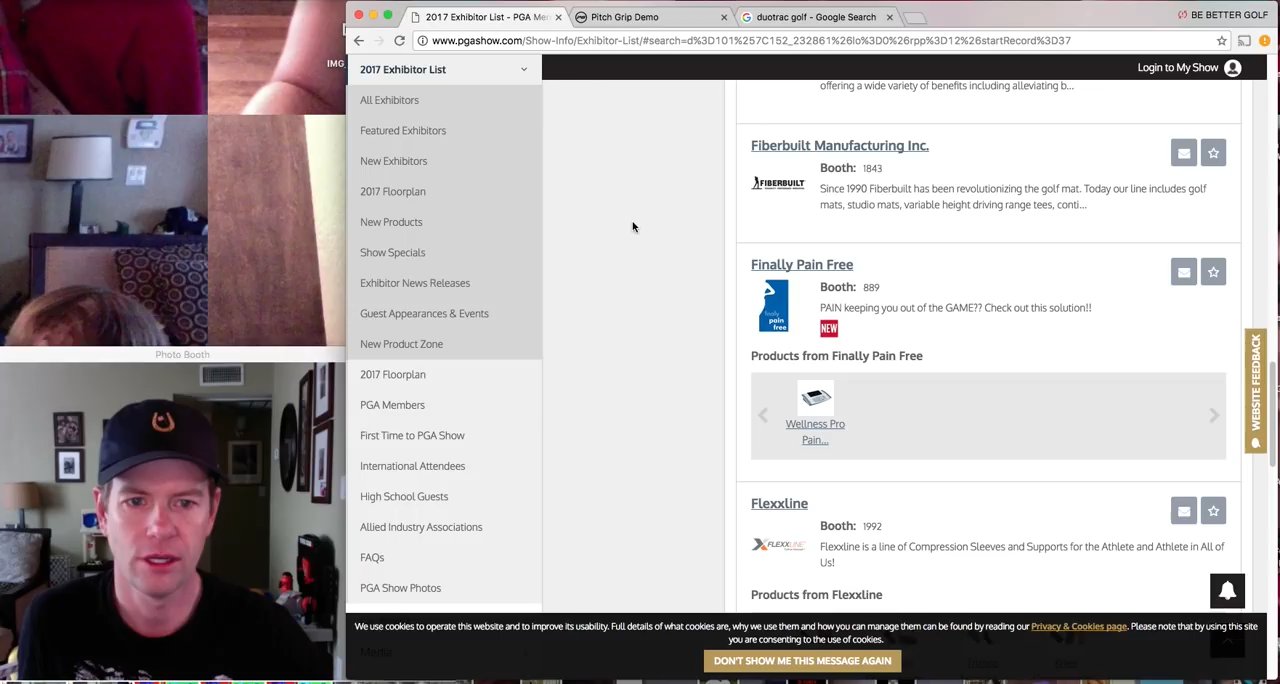 2017 Exhibitor List - PGA Mer
Pitch Grip Demo
duotrac golf - Google Search
BE BETTER GOLF
www.pgashow.com/Show-Info/Exhibitor-List/#search=d%3D101%257C152_232861%26lo%3D0%26rpp%3D12%26startRecord%3D37
IMG_
2017 Exhibitor List
Login to My Show
All Exhibitors
Featured Exhibitors
New Exhibitors
2017 Floorplan
New Products
Show Specials
Exhibitor News Releases
Guest Appearances & Events
New Product Zone
2017 Floorplan
PGA Members
First Time to PGA Show
International Attendees
High School Guests
Allied Industry Associations
FAQs
PGA Show Photos
Media
Photo Booth
offering a wide variety of benefits including alleviating b...
Fiberbuilt Manufacturing Inc.
Booth: 1843
FIBERBUILT
Since 1990 Fiberbuilt has been revolutionizing the golf mat. Today our line includes golf
mats, studio mats, variable height driving range tees, conti...
Finally Pain Free
Booth: 889
finally
pain
free
PAIN keeping you out of the GAME?? Check out this solution!!
NEW
Products from Finally Pain Free
Wellness Pro
Pain...
Flexxline
Booth: 1992
FLEXXLINE
Flexxline is a line of Compression Sleeves and Supports for the Athlete and Athlete in All of
Us!
Products from Flexxline
WEBSITE FEEDBACK
We use cookies to operate this website and to improve its usability. Full details of what cookies are, why we use them and how you can manage them can be found by reading our Privacy & Cookies page. Please note that by using this site
you are consenting to the use of cookies.
DON'T SHOW ME THIS MESSAGE AGAIN